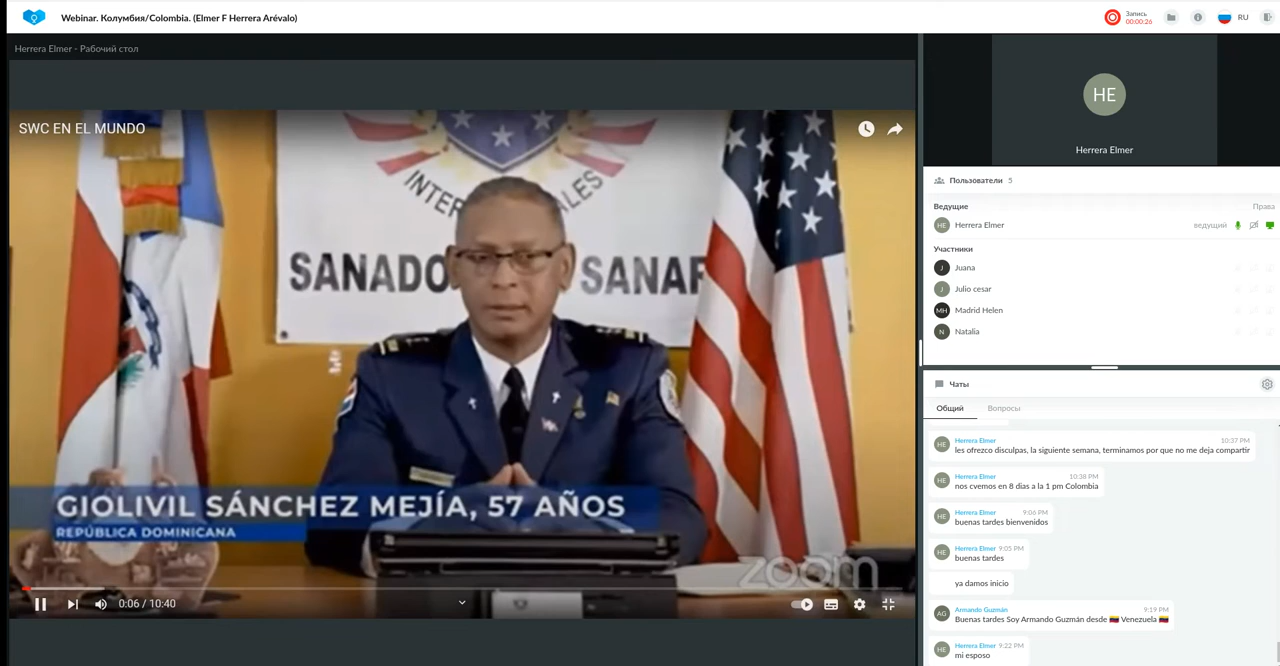 Webinar. Колумбия/Colombia. (Elmer F Herrera Arévalo)
Запись
00:00:26
RU
Herrera Elmer - Рабочий стол
SWC EN EL MUNDO
INTER ALES
SANADO SANAR
GIOLIVIL SÁNCHEZ MEJÍA, 57 AÑOS
REPÚBLICA DOMINICANA
zoom
0:06 / 10:40
HE
Herrera Elmer
Пользователи 5
Ведущие Права
HE Herrera Elmer ведущий
Участники
J Juana
J Julio cesar
MH Madrid Helen
N Natalia
Чаты
Общий Вопросы
HE Herrera Elmer 10:37 PM
les ofrezco disculpas, la siguiente semana, terminamos por que no me deja compartir
HE Herrera Elmer 10:38 PM
nos cvemos en 8 dias a la 1 pm Colombia
HE Herrera Elmer 9:06 PM
buenas tardes bienvenidos
HE Herrera Elmer 9:05 PM
buenas tardes
ya damos inicio
AG Armando Guzmán 9:19 PM
Buenas tardes Soy Armando Guzmán desde 🇻🇪 Venezuela 🇻🇪
HE Herrera Elmer 9:22 PM
mi esposo